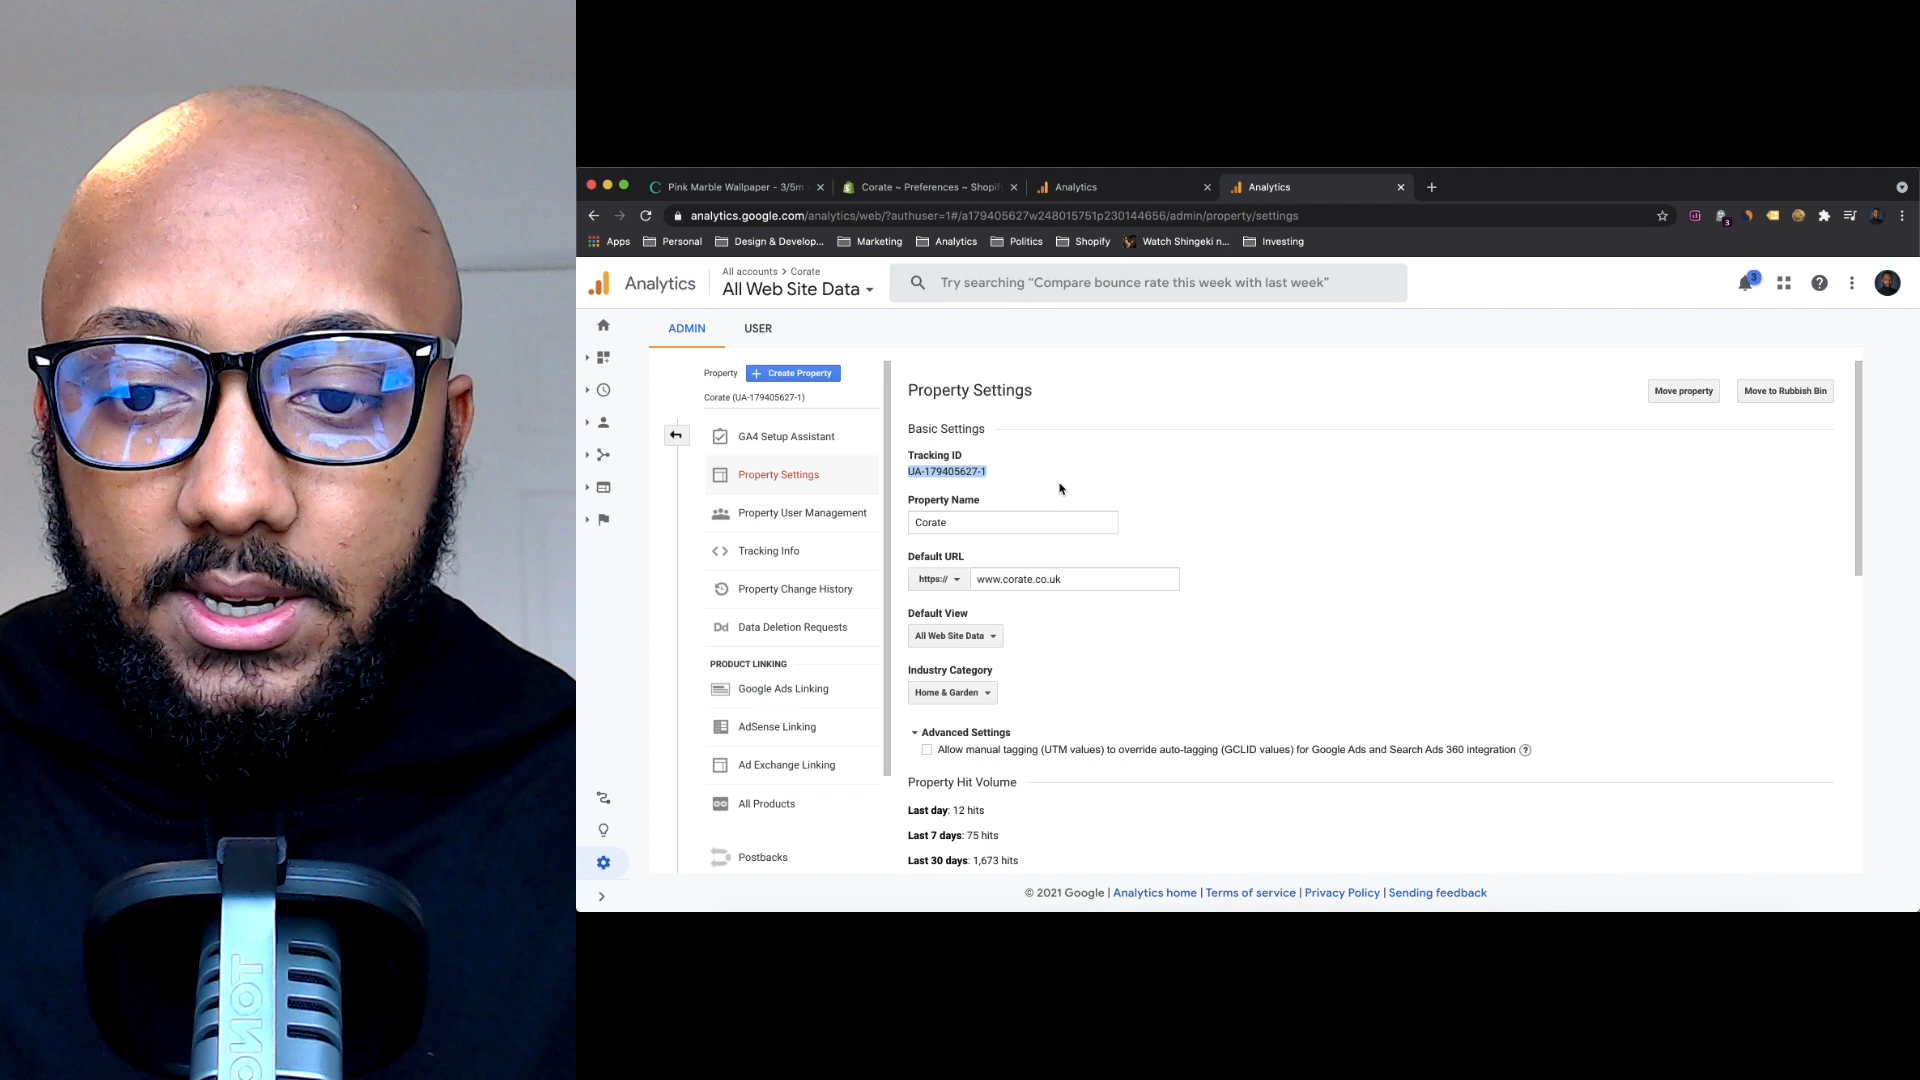 Pink Marble Wallpaper - 3/5m
Corate ~ Preferences ~ Shopif
Analytics
Analytics
analytics.google.com/analytics/web/?authuser=1#/a179405627w248015751p230144656/admin/property/settings
3
Apps
Personal
Design & Develop...
Marketing
Analytics
Politics
Shopify
Watch Shingeki n...
Investing
Analytics
All accounts > Corate
All Web Site Data
Try searching “Compare bounce rate this week with last week”
3
ADMIN
USER
Property
+ Create Property
Corate (UA-179405627-1)
GA4 Setup Assistant
Property Settings
Property User Management
Tracking Info
Property Change History
Dd Data Deletion Requests
PRODUCT LINKING
Google Ads Linking
AdSense Linking
Ad Exchange Linking
All Products
Postbacks
Property Settings
Move property
Move to Rubbish Bin
Basic Settings
Tracking ID
UA-179405627-1
Property Name
Corate
Default URL
https://
www.corate.co.uk
Default View
All Web Site Data
Industry Category
Home & Garden
Advanced Settings
Allow manual tagging (UTM values) to override auto-tagging (GCLID values) for Google Ads and Search Ads 360 integration ?
Property Hit Volume
Last day: 12 hits
Last 7 days: 75 hits
Last 30 days: 1,673 hits
© 2021 Google | Analytics home | Terms of service | Privacy Policy | Sending feedback